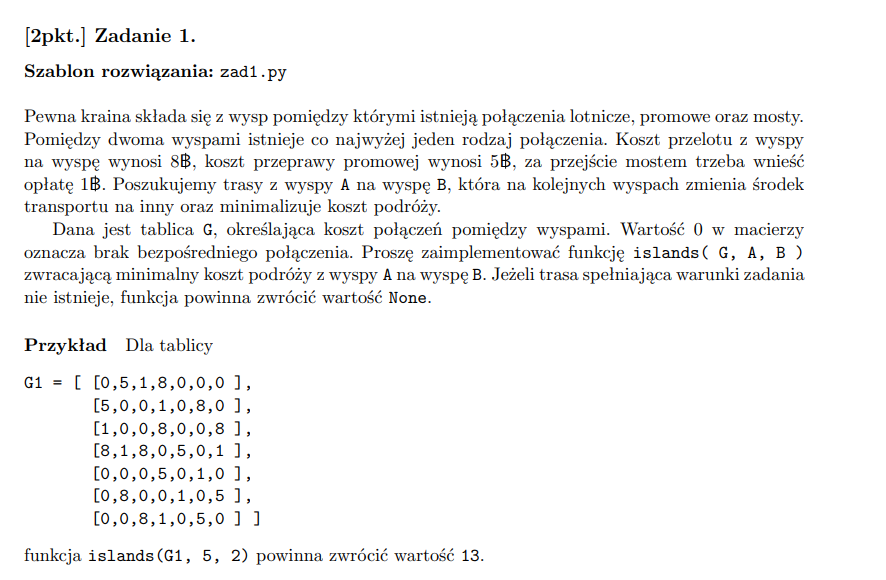 [2pkt.] Zadanie 1.
Szablon rozwiązania: zad1.py
Pewna kraina składa się z wysp pomiędzy którymi istnieją połączenia lotnicze, promowe oraz mosty.
Pomiędzy dwoma wyspami istnieje co najwyżej jeden rodzaj połączenia. Koszt przelotu z wyspy
na wyspę wynosi 8฿, koszt przeprawy promowej wynosi 5฿, za przejście mostem trzeba wnieść
opłatę 1฿. Poszukujemy trasy z wyspy A na wyspę B, która na kolejnych wyspach zmienia środek
transportu na inny oraz minimalizuje koszt podróży.
Dana jest tablica G, określająca koszt połączeń pomiędzy wyspami. Wartość 0 w macierzy
oznacza brak bezpośredniego połączenia. Proszę zaimplementować funkcję islands( G, A, B )
zwracającą minimalny koszt podróży z wyspy A na wyspę B. Jeżeli trasa spełniająca warunki zadania
nie istnieje, funkcja powinna zwrócić wartość None.
Przykład Dla tablicy
G1 = [ [0,5,1,8,0,0,0 ],
[5,0,0,1,0,8,0 ],
[1,0,0,8,0,0,8 ],
[8,1,8,0,5,0,1 ],
[0,0,0,5,0,1,0 ],
[0,8,0,0,1,0,5 ],
[0,0,8,1,0,5,0 ] ]
funkcja islands(G1, 5, 2) powinna zwrócić wartość 13.